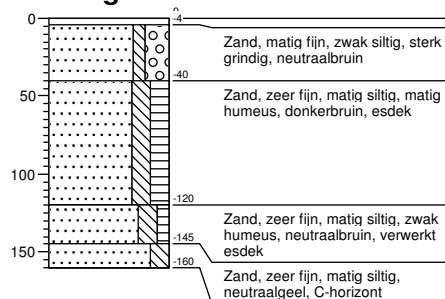 0
0
-4
Zand, matig fijn, zwak siltig, sterk
grindig, neutraalbruin
-40
50
Zand, zeer fijn, matig siltig, matig
humeus, donkerbruin, esdek
100
-120
Zand, zeer fijn, matig siltig, zwak
humeus, neutraalbruin, verwerkt
esdek
-145
150
-160
Zand, zeer fijn, matig siltig,
neutraalgeel, C-horizont